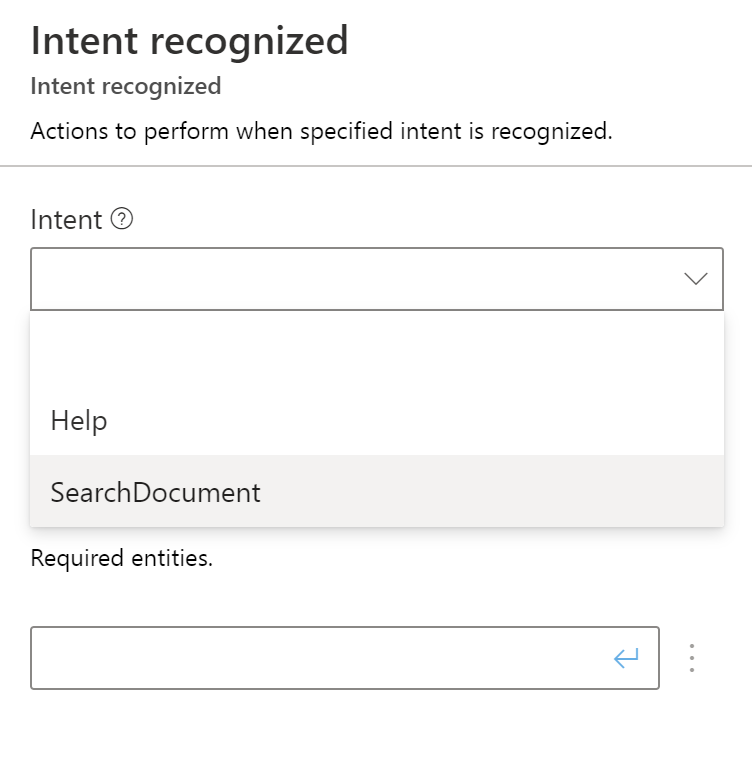 Intent recognized
Intent recognized
Actions to perform when specified intent is recognized.
Intent ?
Help
SearchDocument
Required entities.